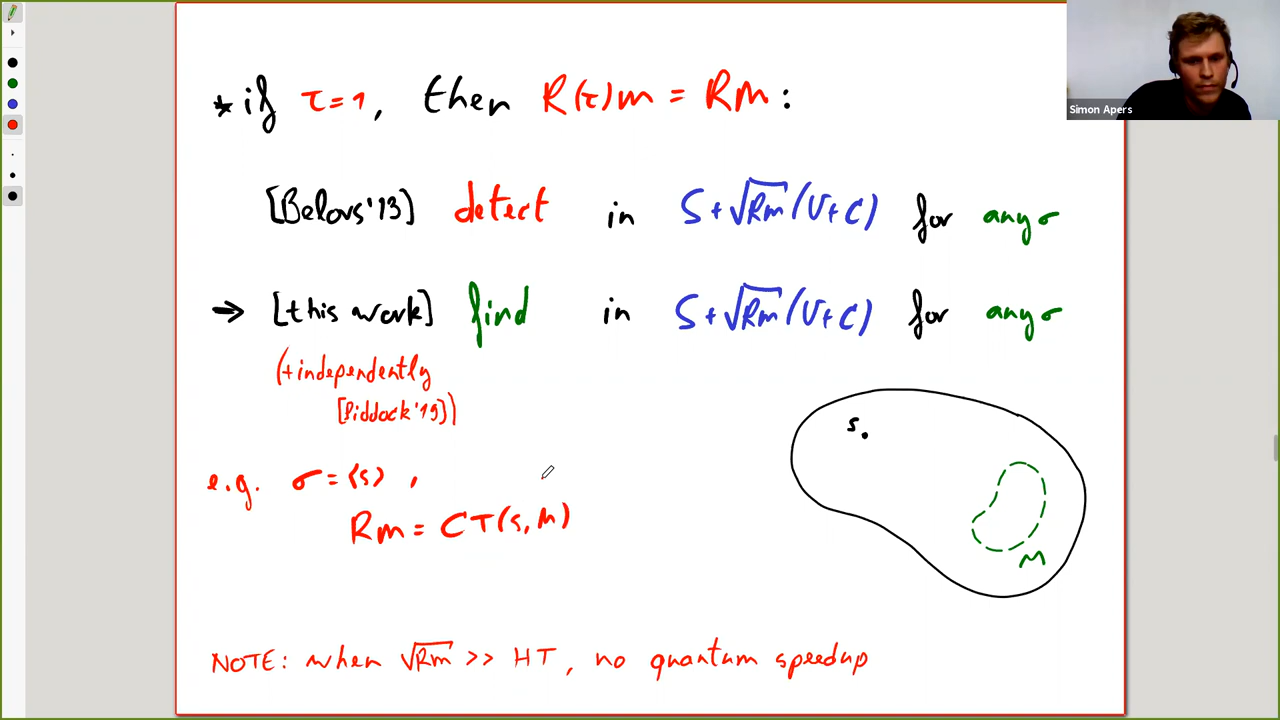 * if τ=1, then R(τ)m = Rm :
Simon Apers
[Belovs'13] detect in S+√Rm(U+C) for any σ
→ [this work] find in S+√Rm(U+C) for any σ
(+independently
[Piddock'19])
s
e.g. σ={s},
Rm = CT(s,M)
M
NOTE: when √Rm >> HT, no quantum speedup